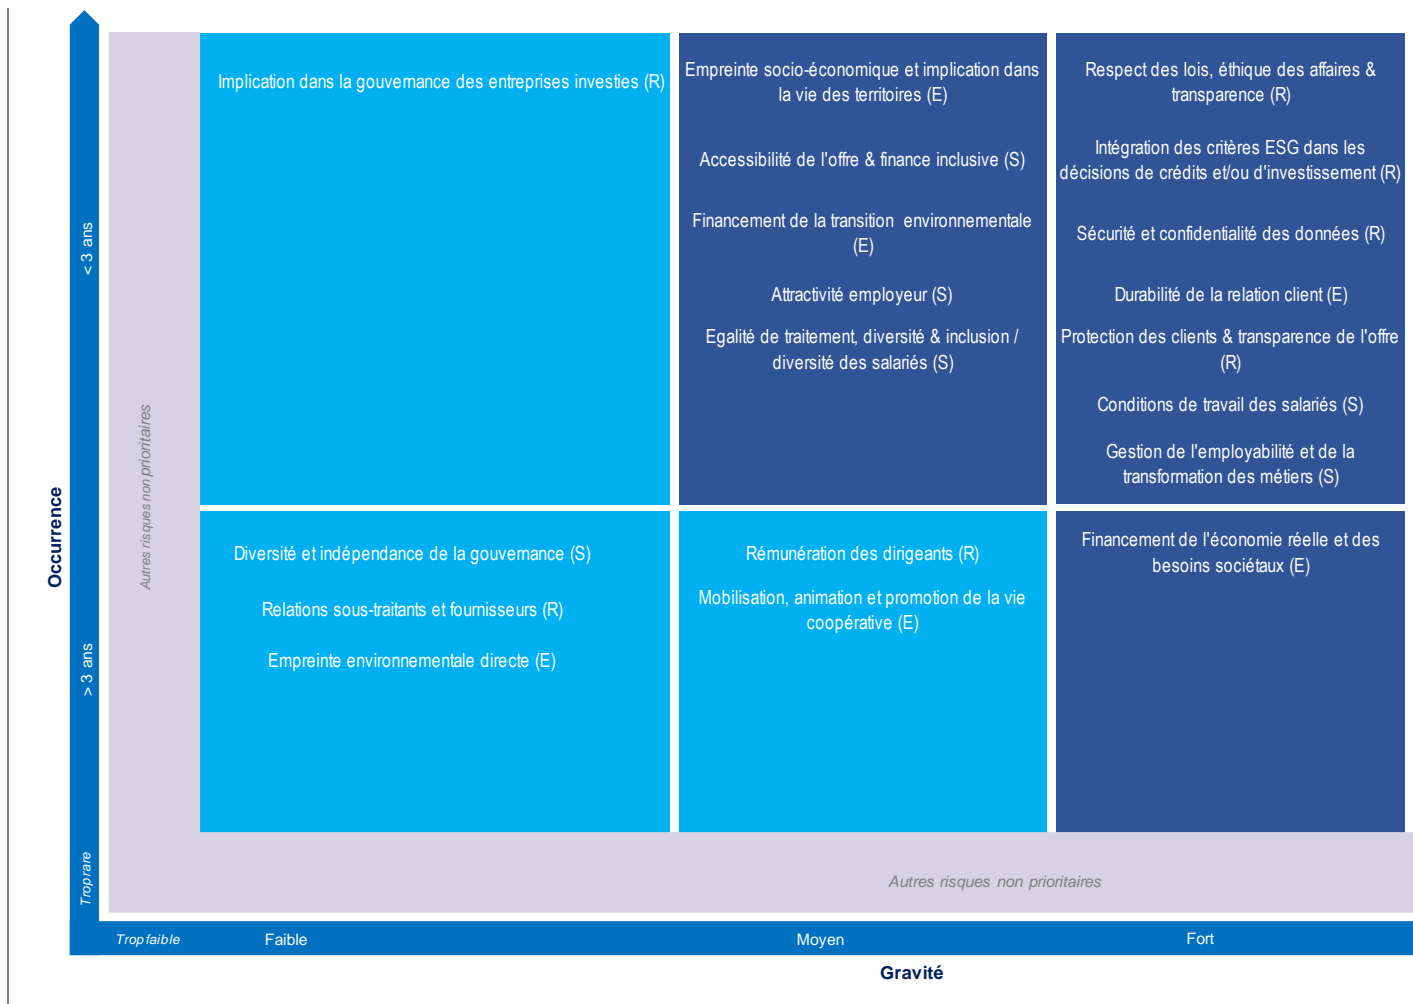 Implication dans la gouvernance des entreprises investies (R)
Empreinte socio-économique et implication dans
la vie des territoires (E)
Accessibilité de l'offre & finance inclusive (S)
Financement de la transition environnementale
(E)
Attractivité employeur (S)
Egalité de traitement, diversité & inclusion /
diversité des salariés (S)
Respect des lois, éthique des affaires &
transparence (R)
Intégration des critères ESG dans les
décisions de crédits et/ou d'investissement (R)
Sécurité et confidentialité des données (R)
Durabilité de la relation client (E)
Protection des clients & transparence de l'offre
(R)
Conditions de travail des salariés (S)
Gestion de l'employabilité et de la
transformation des métiers (S)
Diversité et indépendance de la gouvernance (S)
Relations sous-traitants et fournisseurs (R)
Empreinte environnementale directe (E)
Rémunération des dirigeants (R)
Mobilisation, animation et promotion de la vie
coopérative (E)
Financement de l'économie réelle et des
besoins sociétaux (E)
Occurrence
< 3 ans
> 3 ans
Trop rare
Autres risques non prioritaires
Autres risques non prioritaires
Trop faible
Faible
Moyen
Fort
Gravité